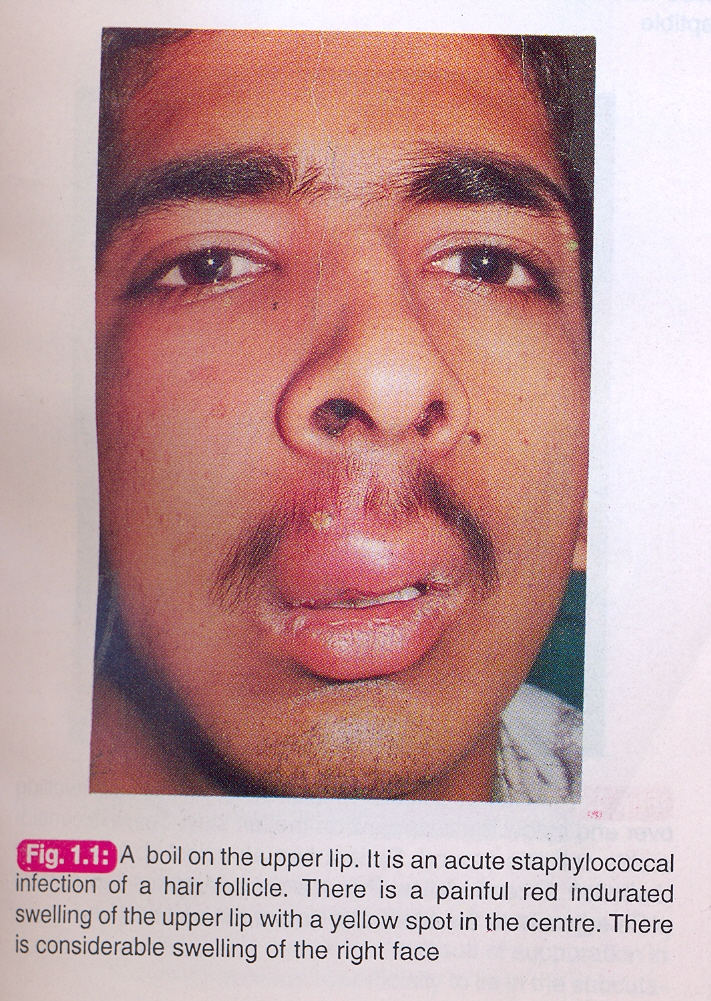 Fig. 1.1: A boil on the upper lip. It is an acute staphylococcal
infection of a hair follicle. There is a painful red indurated
swelling of the upper lip with a yellow spot in the centre. There
is considerable swelling of the right face